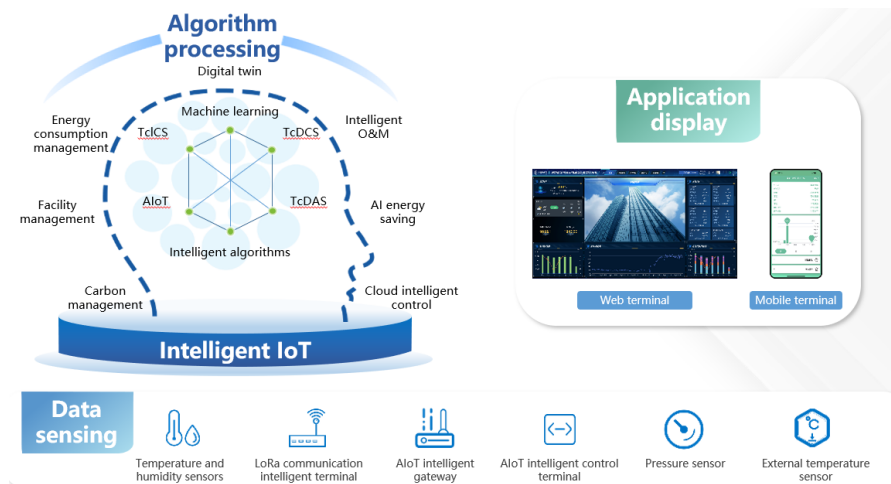 Algorithm
processing
Digital twin
Machine learning
Energy
consumption
management
TclCS
TcDCS
Intelligent
O&M
Facility
management
AIoT
TcDAS
AI energy
saving
Intelligent algorithms
Carbon
management
Cloud intelligent
control
Intelligent IoT
Application
display
Web terminal
Mobile terminal
Data
sensing
Temperature and
humidity sensors
LoRa communication
intelligent terminal
AIoT intelligent
gateway
AIoT intelligent control
terminal
Pressure sensor
External temperature
sensor
°C